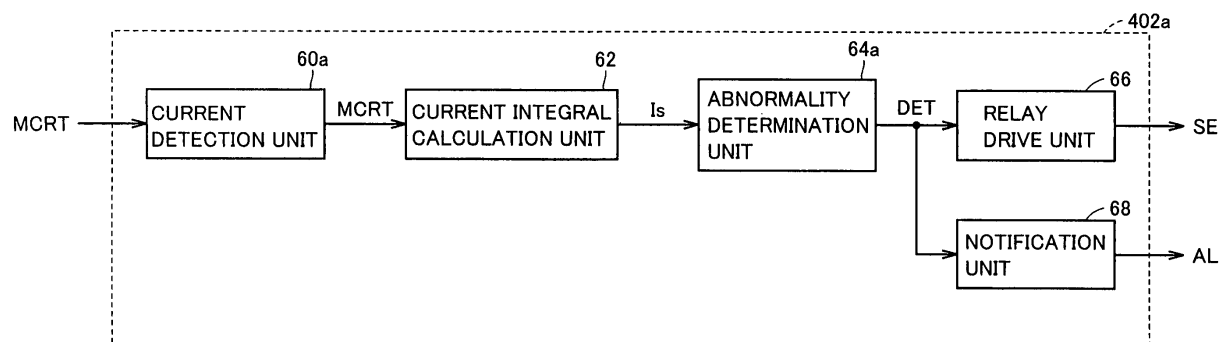 402a
60a
62
64a
66
MCRT
CURRENT
DETECTION UNIT
MCRT
CURRENT INTEGRAL
CALCULATION UNIT
Is
ABNORMALITY
DETERMINATION
UNIT
DET
RELAY
DRIVE UNIT
SE
68
NOTIFICATION
UNIT
AL